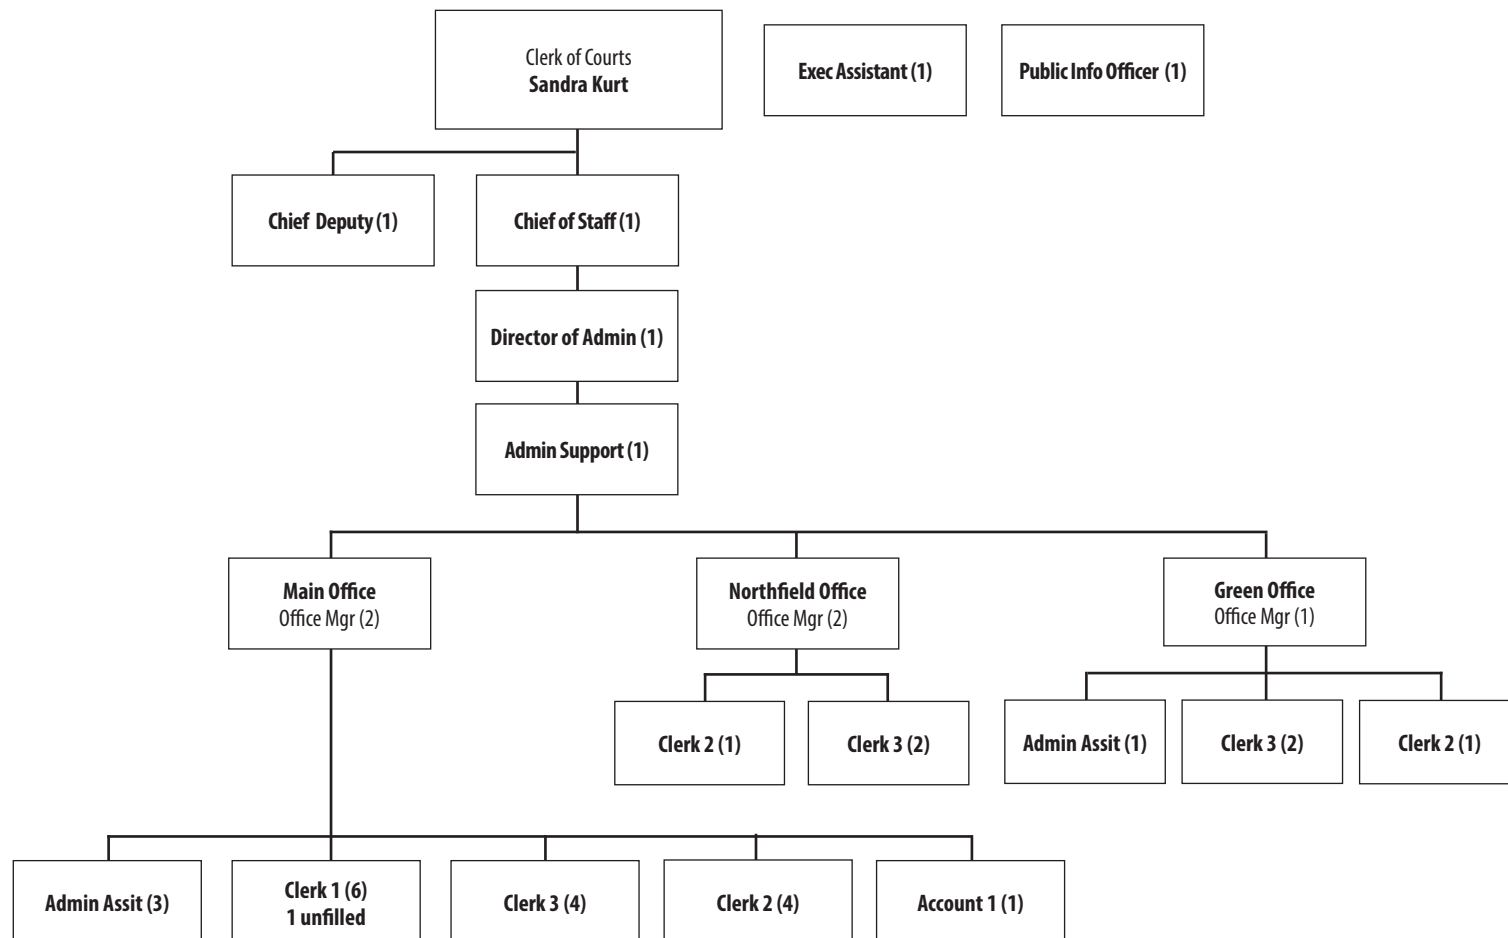 Clerk of Courts
Sandra Kurt
Exec Assistant (1)
Public Info Officer (1)
Chief Deputy (1)
Chief of Staff (1)
Director of Admin (1)
Admin Support (1)
Main Office
Office Mgr (2)
Northfield Office
Office Mgr (2)
Green Office
Office Mgr (1)
Clerk 2 (1)
Clerk 3 (2)
Admin Assit (1)
Clerk 3 (2)
Clerk 2 (1)
Admin Assit (3)
Clerk 1 (6)
1 unfilled
Clerk 3 (4)
Clerk 2 (4)
Account 1 (1)